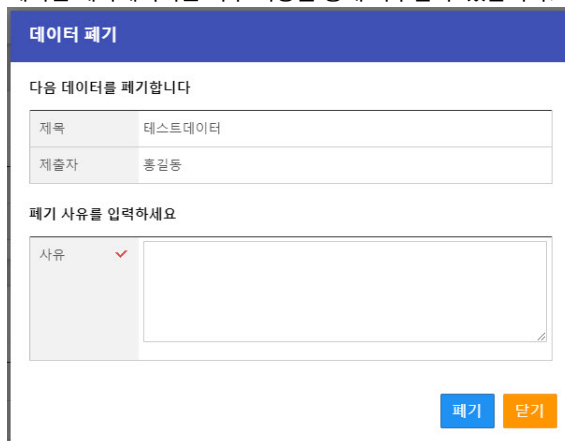 데이터 폐기
다음 데이터를 폐기합니다
제목 테스트데이터
제출자 홍길동
폐기 사유를 입력하세요
사유
폐기 닫기